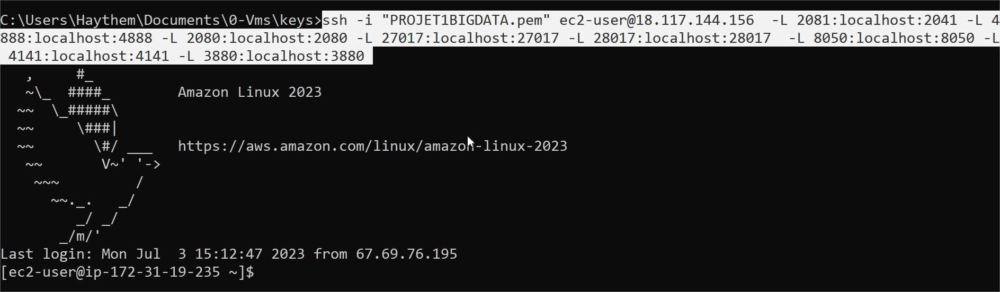 C:\Users\Haythem\Documents\0-Vms\keys>ssh -i "PROJET1BIGDATA.pem" ec2-user@18.117.144.156  -L 2081:localhost:2041 -L 4
888:localhost:4888 -L 2080:localhost:2080 -L 27017:localhost:27017 -L 28017:localhost:28017  -L 8050:localhost:8050 -L
 4141:localhost:4141 -L 3880:localhost:3880
   ,     #_
   ~\_  ####_        Amazon Linux 2023
  ~~  \_#####\
  ~~     \###|
  ~~       \#/ ___   https://aws.amazon.com/linux/amazon-linux-2023
   ~~       V~' '->
    ~~~         /
      ~~._.   _/
         _/ _/
       _/m/'
Last login: Mon Jul  3 15:12:47 2023 from 67.69.76.195
[ec2-user@ip-172-31-19-235 ~]$